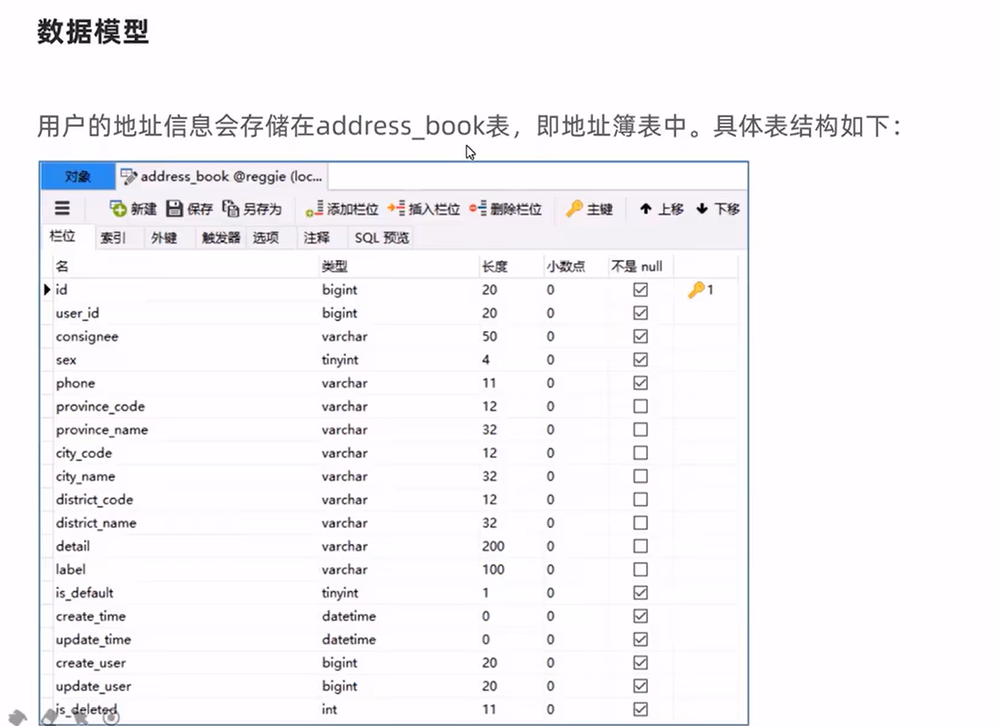 数据模型
用户的地址信息会存储在address_book表，即地址簿表中。具体表结构如下：
对象 address_book @reggie (loc...
新建 保存 另存为 添加栏位 插入栏位 删除栏位 主键 上移 下移
栏位 索引 外键 触发器 选项 注释 SQL 预览
名 类型 长度 小数点 不是 null
id bigint 20 0 1
user_id bigint 20 0
consignee varchar 50 0
sex tinyint 4 0
phone varchar 11 0
province_code varchar 12 0
province_name varchar 32 0
city_code varchar 12 0
city_name varchar 32 0
district_code varchar 12 0
district_name varchar 32 0
detail varchar 200 0
label varchar 100 0
is_default tinyint 1 0
create_time datetime 0 0
update_time datetime 0 0
create_user bigint 20 0
update_user bigint 20 0
is_deleted int 11 0